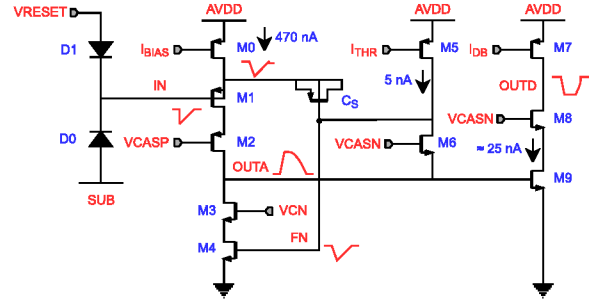 VRESET AVDD AVDD AVDD
D1 IBIAS M0 470 nA ITHR M5 IDB M7
IN 5 nA OUTD
M1 CS
VCASN M8
D0 VCASP M2 VCASN M6
OUTA ≈ 25 nA M9
SUB
M3 VCN
FN
M4